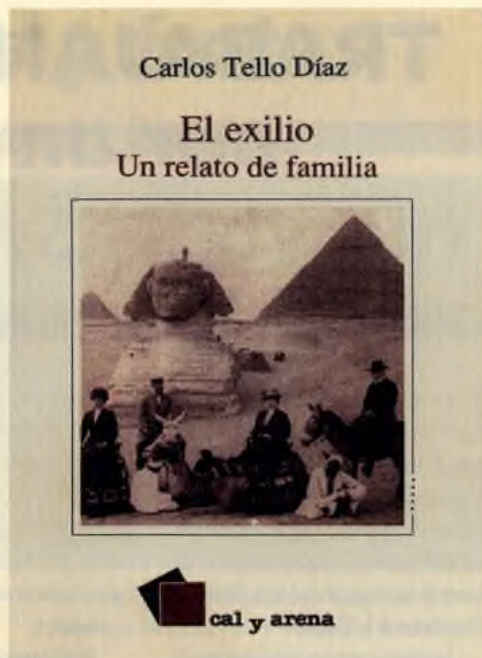 Carlos Tello Díaz
El exilio
Un relato de familia
cal y arena